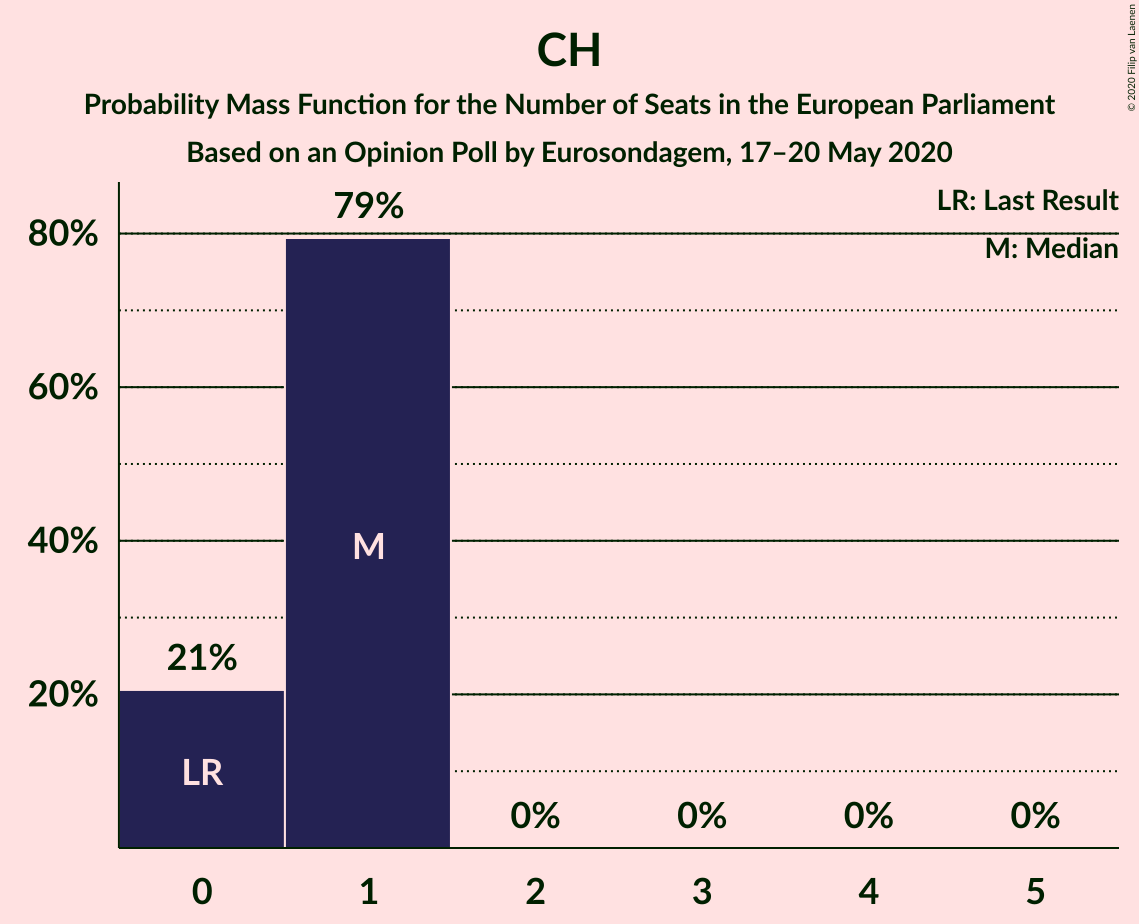 CH
Probability Mass Function for the Number of Seats in the European Parliament
Based on an Opinion Poll by Eurosondagem, 17–20 May 2020
© 2020 Filip van Laenen
LR: Last Result
M: Median
80%
60%
40%
20%
21%
79%
0%
0%
0%
0%
LR
M
0
1
2
3
4
5